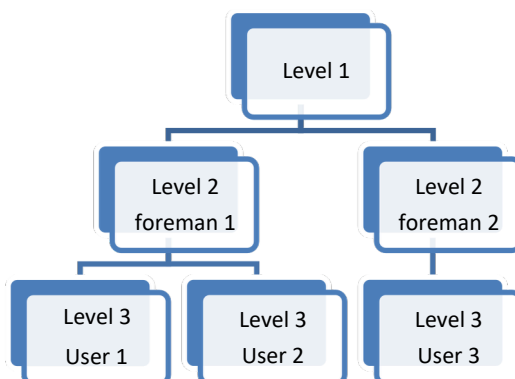 Level 1
Level 2
foreman 1
Level 2
foreman 2
Level 3
User 1
Level 3
User 2
Level 3
User 3